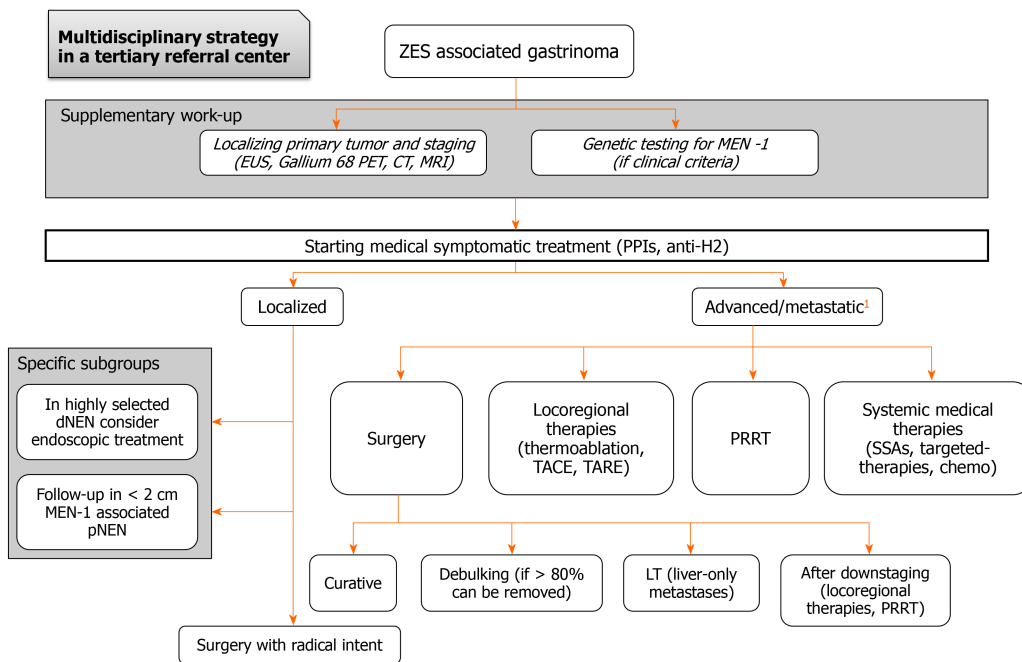 Multidisciplinary strategy
in a tertiary referral center
ZES associated gastrinoma
Supplementary work-up
Localizing primary tumor and staging
(EUS, Gallium 68 PET, CT, MRI)
Genetic testing for MEN -1
(if clinical criteria)
Starting medical symptomatic treatment (PPIs, anti-H2)
Localized
Advanced/metastatic1
Specific subgroups
In highly selected
dNEN consider
endoscopic treatment
Follow-up in < 2 cm
MEN-1 associated
pNEN
Surgery
Locoregional
therapies
(thermoablation,
TACE, TARE)
PRRT
Systemic medical
therapies
(SSAs, targeted-
therapies, chemo)
Curative
Debulking (if > 80%
can be removed)
LT (liver-only
metastases)
After downstaging
(locoregional
therapies, PRRT)
Surgery with radical intent